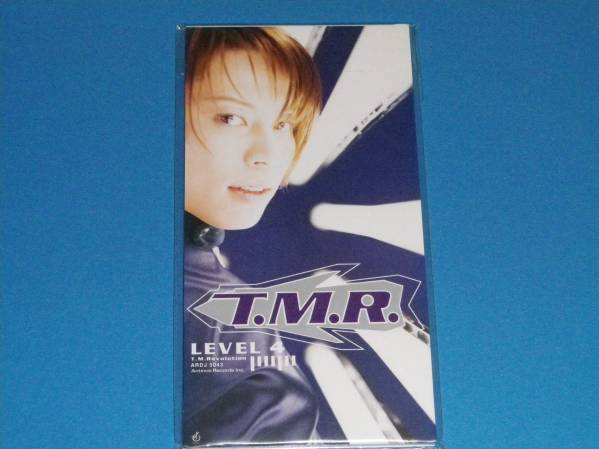 T.M.R.
LEVEL 4
T.M.Revolution
ARDJ 5043
Antinos Records Inc.